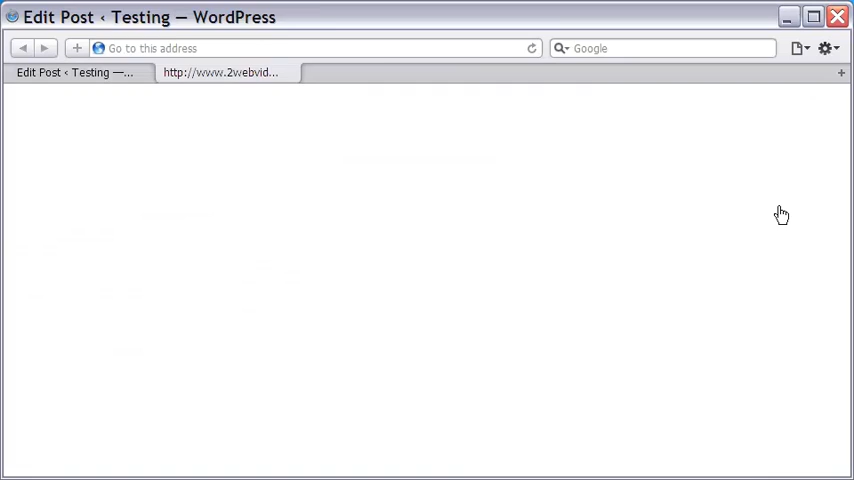 Edit Post ‹ Testing — WordPress
Go to this address
Google
Edit Post ‹ Testing —...
http://www.2webvid...